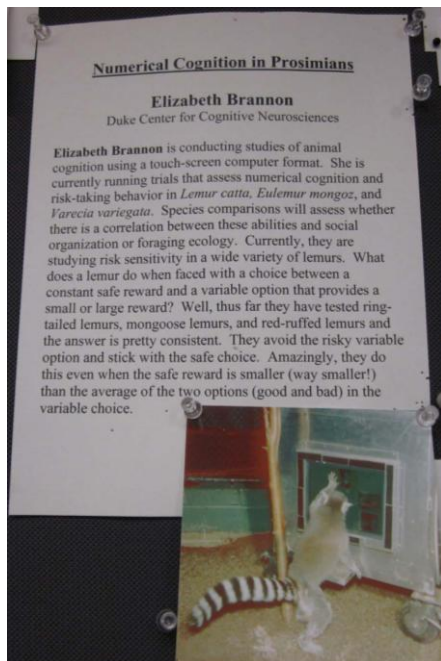 Numerical Cognition in Prosimians
Elizabeth Brannon
Duke Center for Cognitive Neurosciences
Elizabeth Brannon is conducting studies of animal
cognition using a touch-screen computer format. She is
currently running trials that assess numerical cognition and
risk-taking behavior in Lemur catta, Eulemur mongoz, and
Varecia variegata. Species comparisons will assess whether
there is a correlation between these abilities and social
organization or foraging ecology. Currently, they are
studying risk sensitivity in a wide variety of lemurs. What
does a lemur do when faced with a choice between a
constant safe reward and a variable option that provides a
small or large reward? Well, thus far they have tested ring-
tailed lemurs, mongoose lemurs, and red-ruffed lemurs and
the answer is pretty consistent. They avoid the risky variable
option and stick with the safe choice. Amazingly, they do
this even when the safe reward is smaller (way smaller!)
than the average of the two options (good and bad) in the
variable choice.